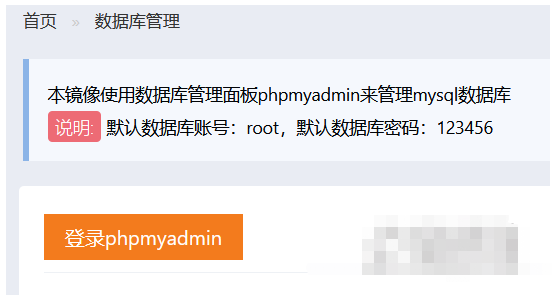 首页 » 数据库管理
本镜像使用数据库管理面板phpmyadmin来管理mysql数据库
说明: 默认数据库账号：root，默认数据库密码：123456
登录phpmyadmin